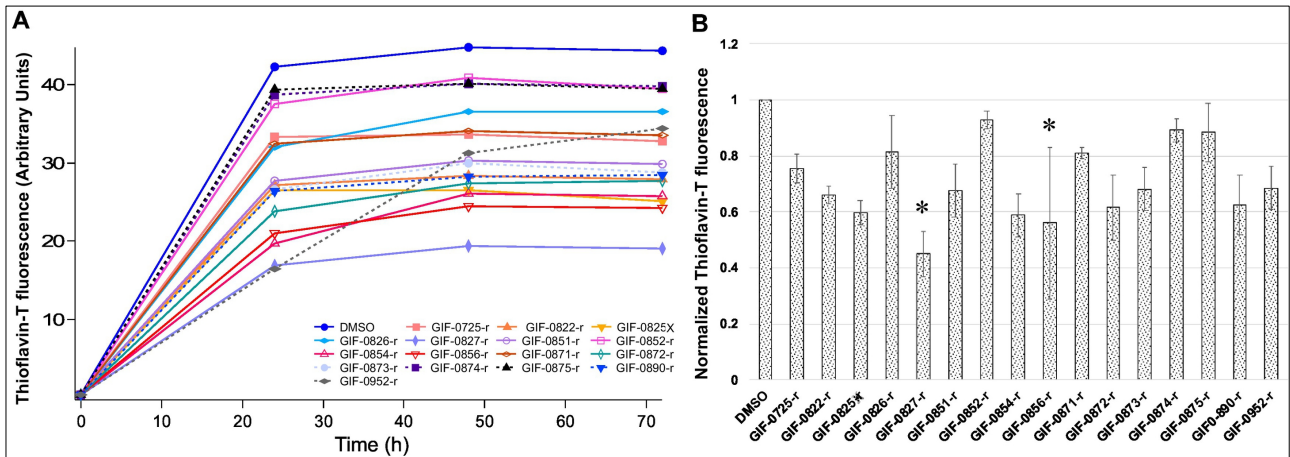 A
Thioflavin-T fluorescence (Arbitrary Units)
40
30
20
10
0 10 20 30 40 50 60 70
Time (h)
DMSO GIF-0725-r GIF-0822-r GIF-0825X
GIF-0826-r GIF-0827-r GIF-0851-r GIF-0852-r
GIF-0854-r GIF-0856-r GIF-0871-r GIF-0872-r
GIF-0873-r GIF-0874-r GIF-0875-r GIF-0890-r
GIF-0952-r
B
Normalized Thioflavin-T fluorescence
1.2
1
0.8
0.6
0.4
0.2
0
*
*
DMSO
GIF-0725-r
GIF-0822-r
GIF-0825*
GIF-0826-r
GIF-0827-r
GIF-0851-r
GIF-0852-r
GIF-0854-r
GIF-0856-r
GIF-0871-r
GIF-0872-r
GIF-0873-r
GIF-0874-r
GIF-0875-r
GIF0-890-r
GIF-0952-r